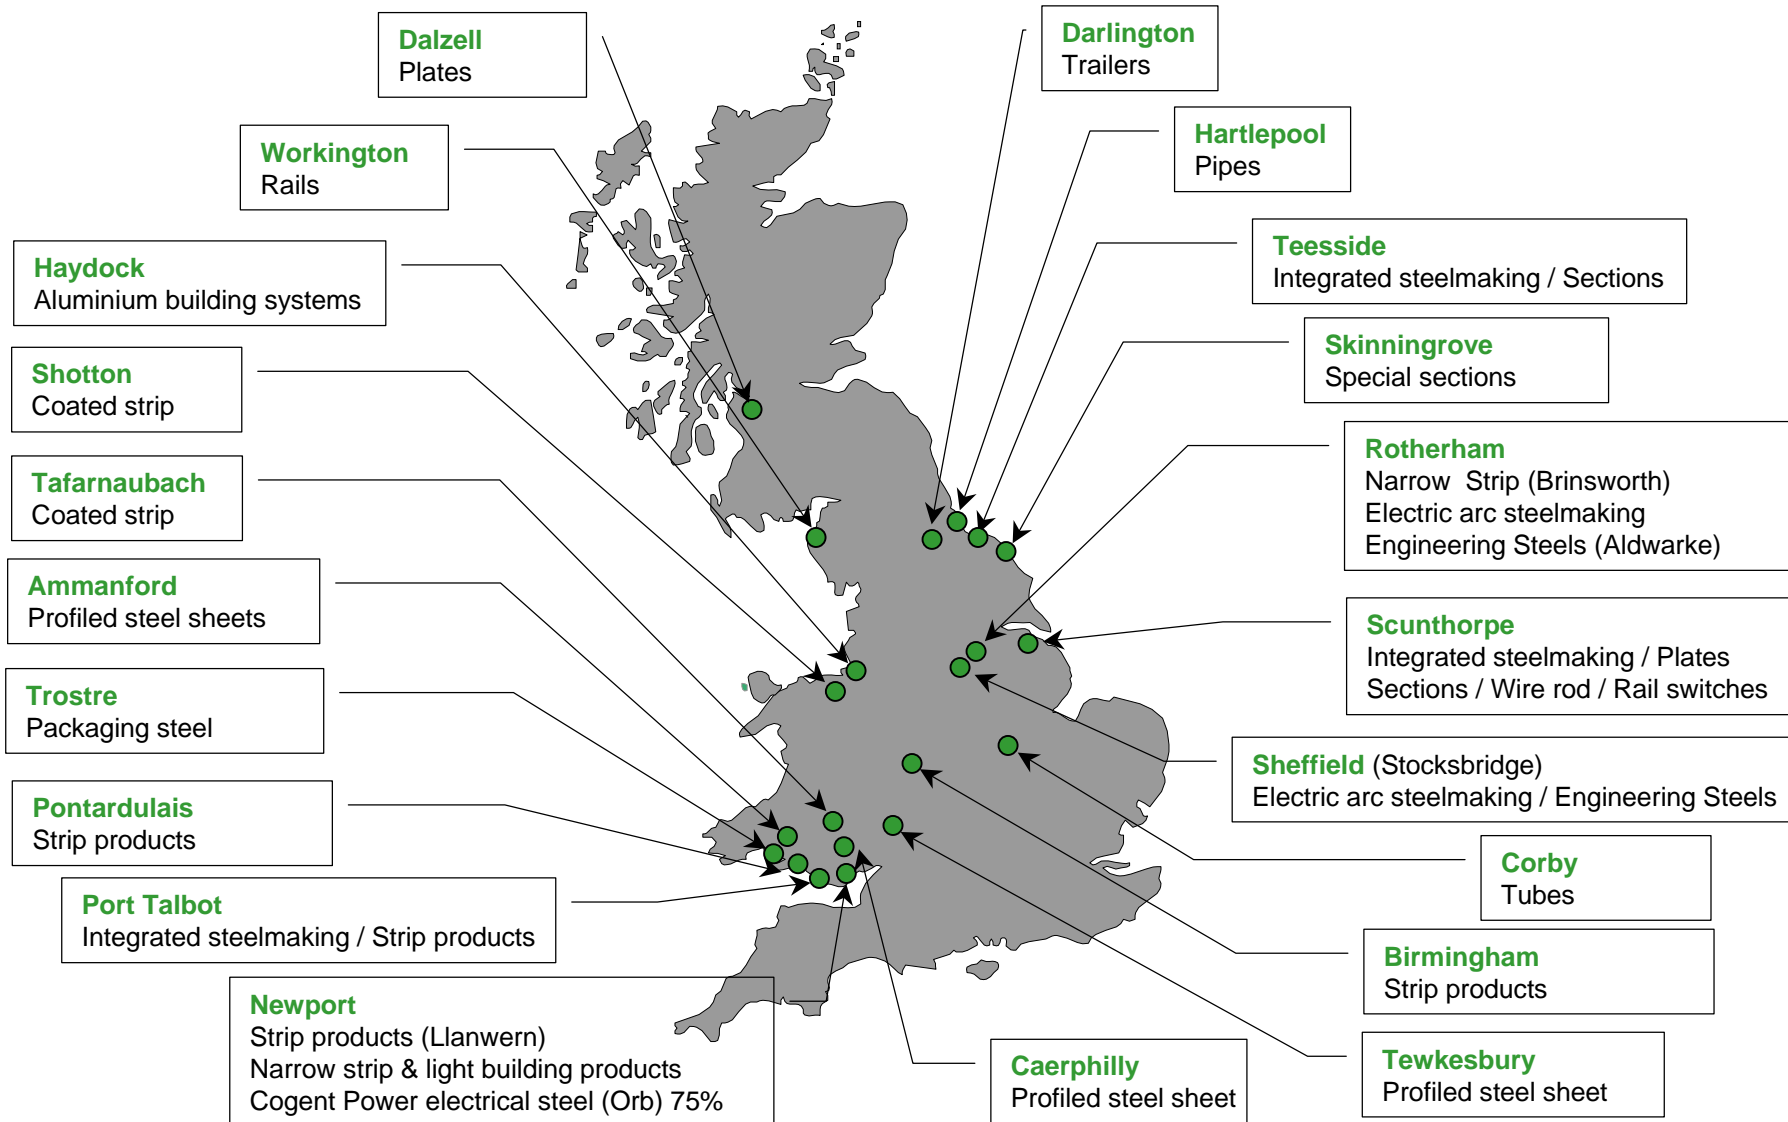 Dalzell
Plates
Darlington
Trailers
Workington
Rails
Hartlepool
Pipes
Haydock
Aluminium building systems
Teesside
Integrated steelmaking / Sections
Shotton
Coated strip
Skinningrove
Special sections
Tafarnaubach
Coated strip
Rotherham
Narrow Strip (Brinsworth)
Electric arc steelmaking
Engineering Steels (Aldwarke)
Ammanford
Profiled steel sheets
Scunthorpe
Integrated steelmaking / Plates
Sections / Wire rod / Rail switches
Trostre
Packaging steel
Sheffield (Stocksbridge)
Electric arc steelmaking / Engineering Steels
Pontardulais
Strip products
Corby
Tubes
Port Talbot
Integrated steelmaking / Strip products
Birmingham
Strip products
Newport
Strip products (Llanwern)
Narrow strip & light building products
Cogent Power electrical steel (Orb) 75%
Caerphilly
Profiled steel sheet
Tewkesbury
Profiled steel sheet